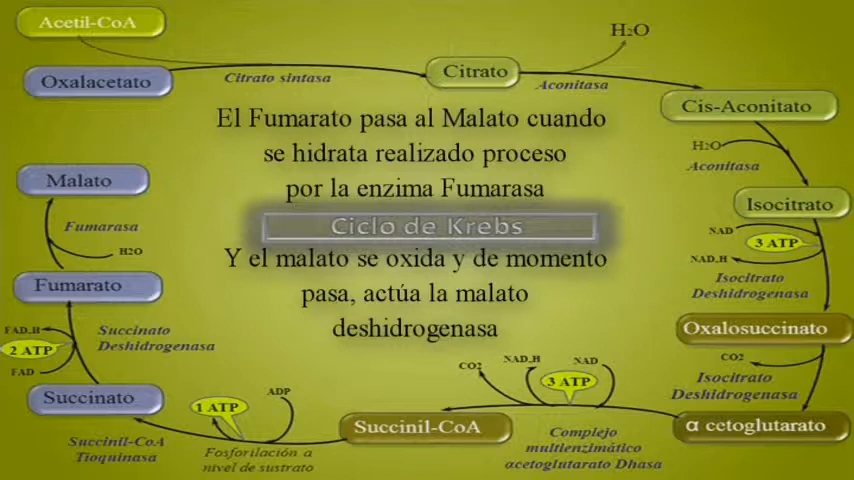 Acetil-CoA
Oxalacetato
Citrato sintasa
Citrato
H2O
Aconitasa
Cis-Aconitato
H2O
Aconitasa
Isocitrato
NAD
3 ATP
NAD.H
Isocitrato
Deshidrogenasa
Oxalosuccinato
CO2
Isocitrato
Deshidrogenasa
α cetoglutarato
NAD
NAD.H
CO2
3 ATP
Complejo
multienzimático
αcetoglutarato Dhasa
Succinil-CoA
ADP
1 ATP
Fosforilación a
nivel de sustrato
Succinil-CoA
Tioquinasa
Succinato
FAD.H
2 ATP
FAD
Succinato
Deshidrogenasa
Fumarato
H2O
Fumarasa
Malato
El Fumarato pasa al Malato cuando
se hidrata realizado proceso
por la enzima Fumarasa
Ciclo de Krebs
Y el malato se oxida y de momento
pasa, actúa la malato
deshidrogenasa